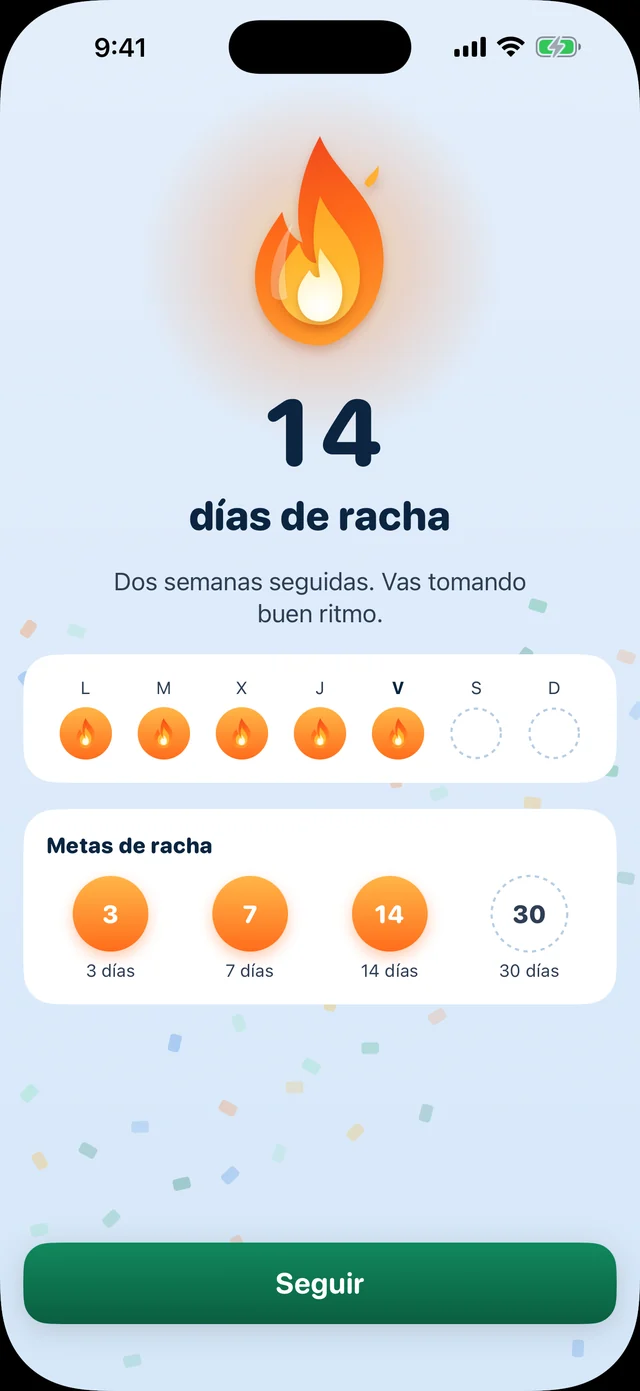 9:41
14
días de racha
Dos semanas seguidas. Vas tomando
buen ritmo.
L M X J V S D
Metas de racha
3 7 14 30
3 días 7 días 14 días 30 días
Seguir